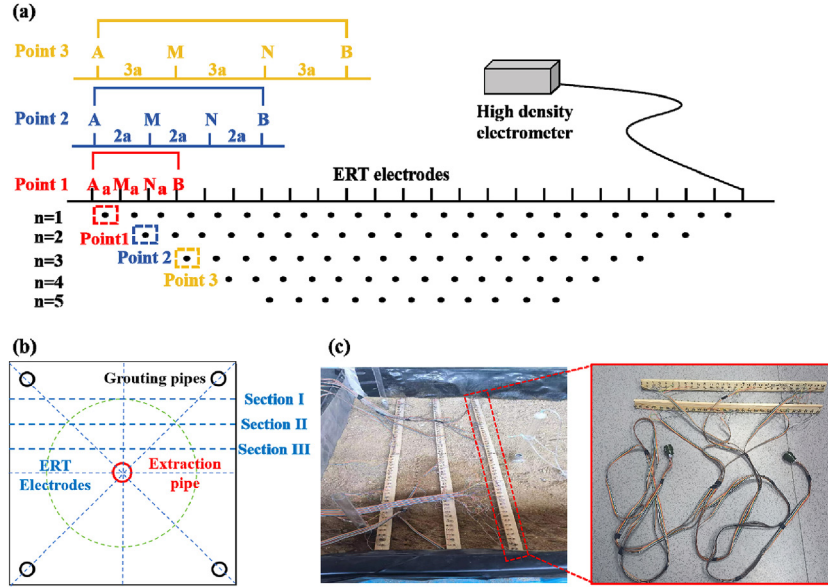 (a)
Point 3 A M N B
3a 3a 3a
Point 2 A M N B
2a 2a 2a
High density
electrometer
ERT electrodes
Point 1 A a M a N a B
n=1
Point1
n=2
Point 2
n=3
Point 3
n=4
n=5
(b)
Grouting pipes
Section I
Section II
Section III
ERT
Electrodes
Extraction
pipe
(c)